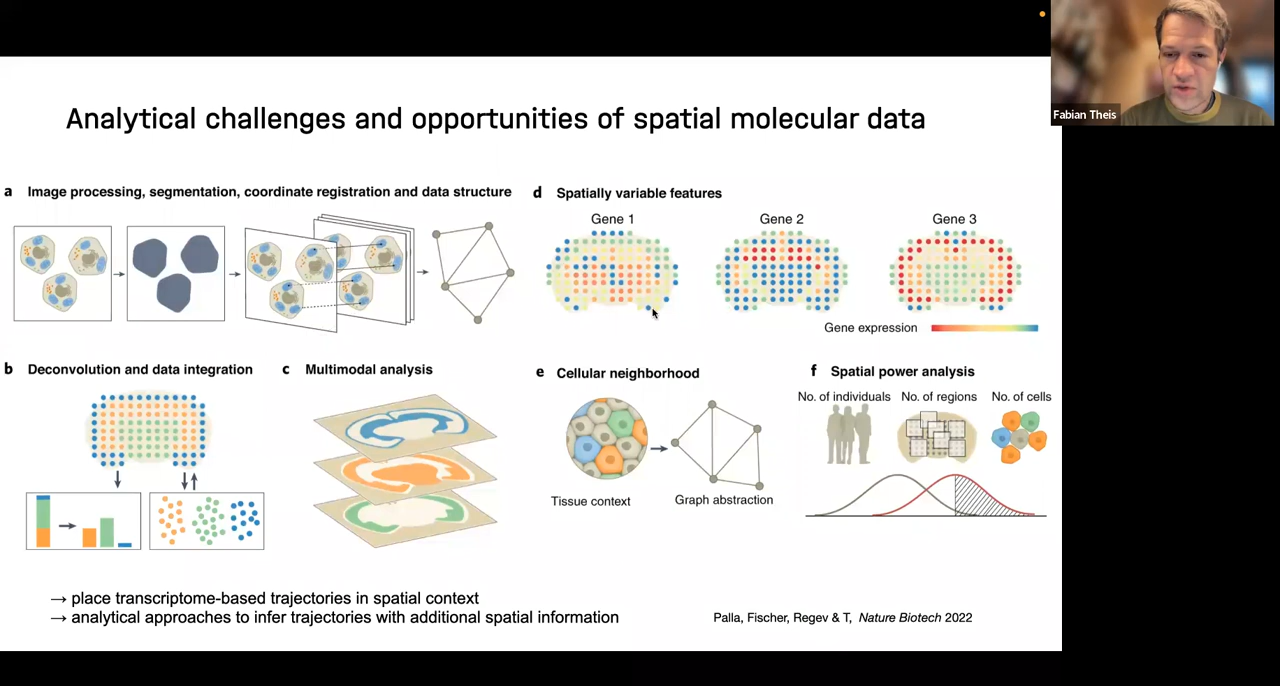 Fabian Theis
Analytical challenges and opportunities of spatial molecular data
a Image processing, segmentation, coordinate registration and data structure
d Spatially variable features
Gene 1 Gene 2 Gene 3
Gene expression
b Deconvolution and data integration
c Multimodal analysis
e Cellular neighborhood
Tissue context
Graph abstraction
f Spatial power analysis
No. of individuals No. of regions No. of cells
→ place transcriptome-based trajectories in spatial context
→ analytical approaches to infer trajectories with additional spatial information
Palla, Fischer, Regev & T, Nature Biotech 2022